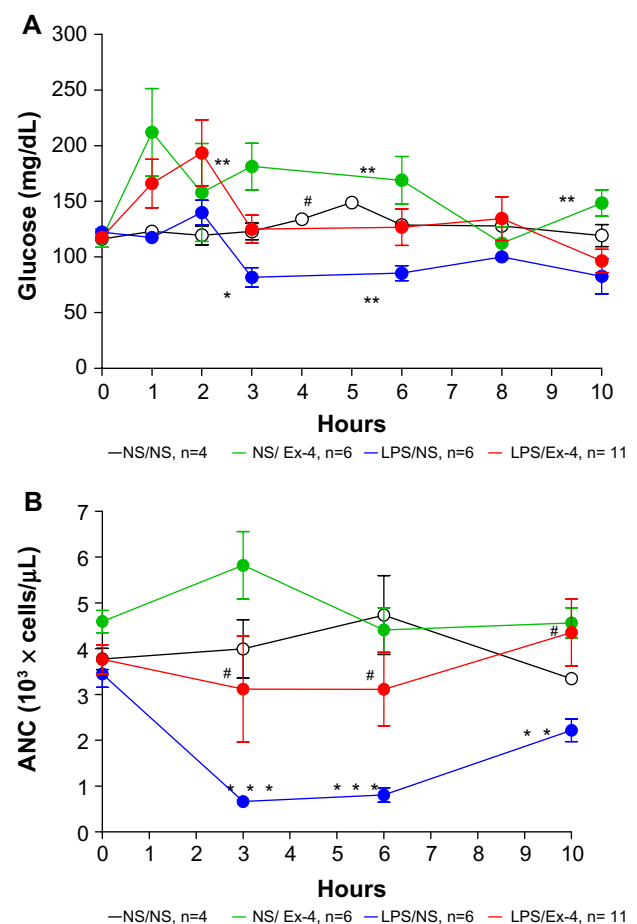 A
Glucose (mg/dL)
300
250
200
150
100
50
0
**
**
**
#
*
**
0 1 2 3 4 5 6 7 8 9 10
Hours
NS/NS, n=4 NS/ Ex-4, n=6 LPS/NS, n=6 LPS/Ex-4, n= 11
B
ANC (10³ × cells/µL)
7
6
5
4
3
2
1
0
#
#
#
* * *
* * *
* *
0 1 2 3 4 5 6 7 8 9 10
Hours
NS/NS, n=4 NS/ Ex-4, n=6 LPS/NS, n=6 LPS/Ex-4, n= 11